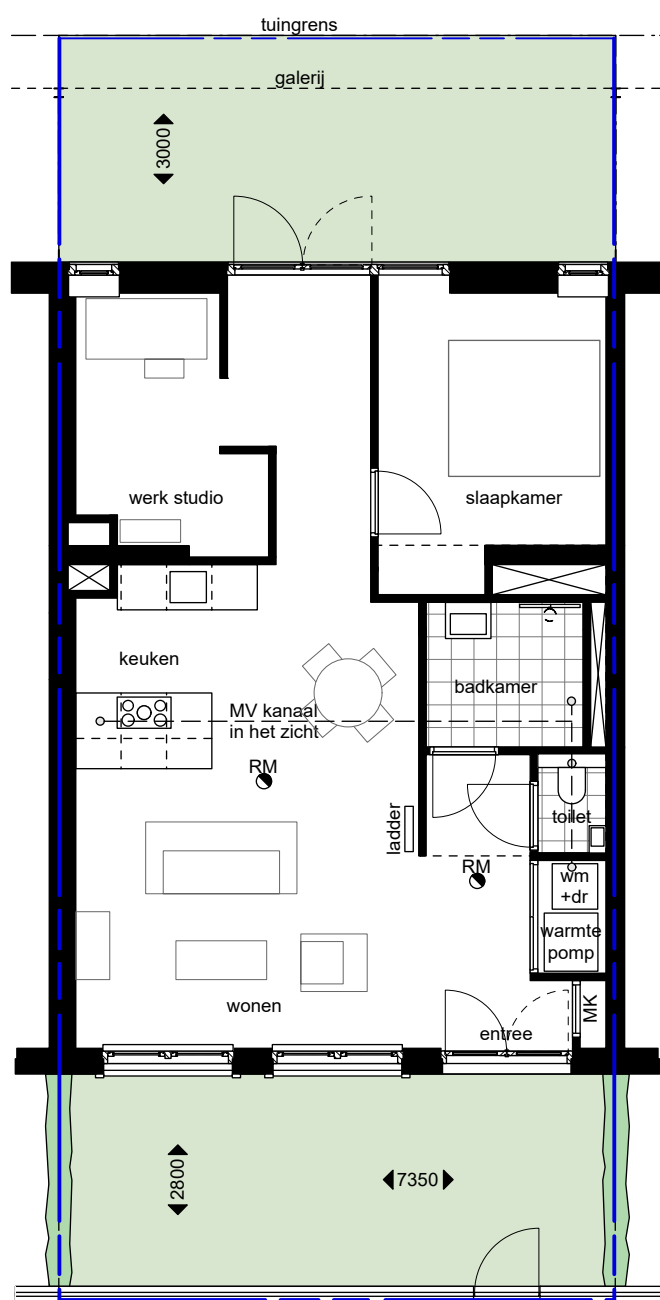 tuingrens
galerij
3000
werk studio
slaapkamer
keuken
badkamer
MV kanaal
in het zicht
RM
ladder
toilet
RM
wm
+dr
warmte
pomp
MK
wonen
entree
2800
7350